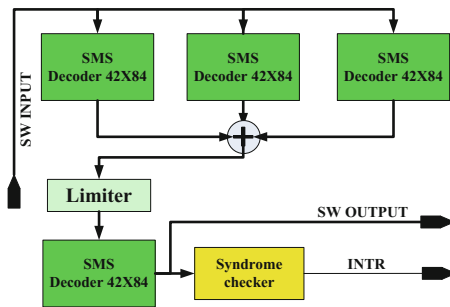 SMS
Decoder 42X84
SMS
Decoder 42X84
SMS
Decoder 42X84
SW INPUT
+
Limiter
SMS
Decoder 42X84
SW OUTPUT
Syndrome
checker
INTR